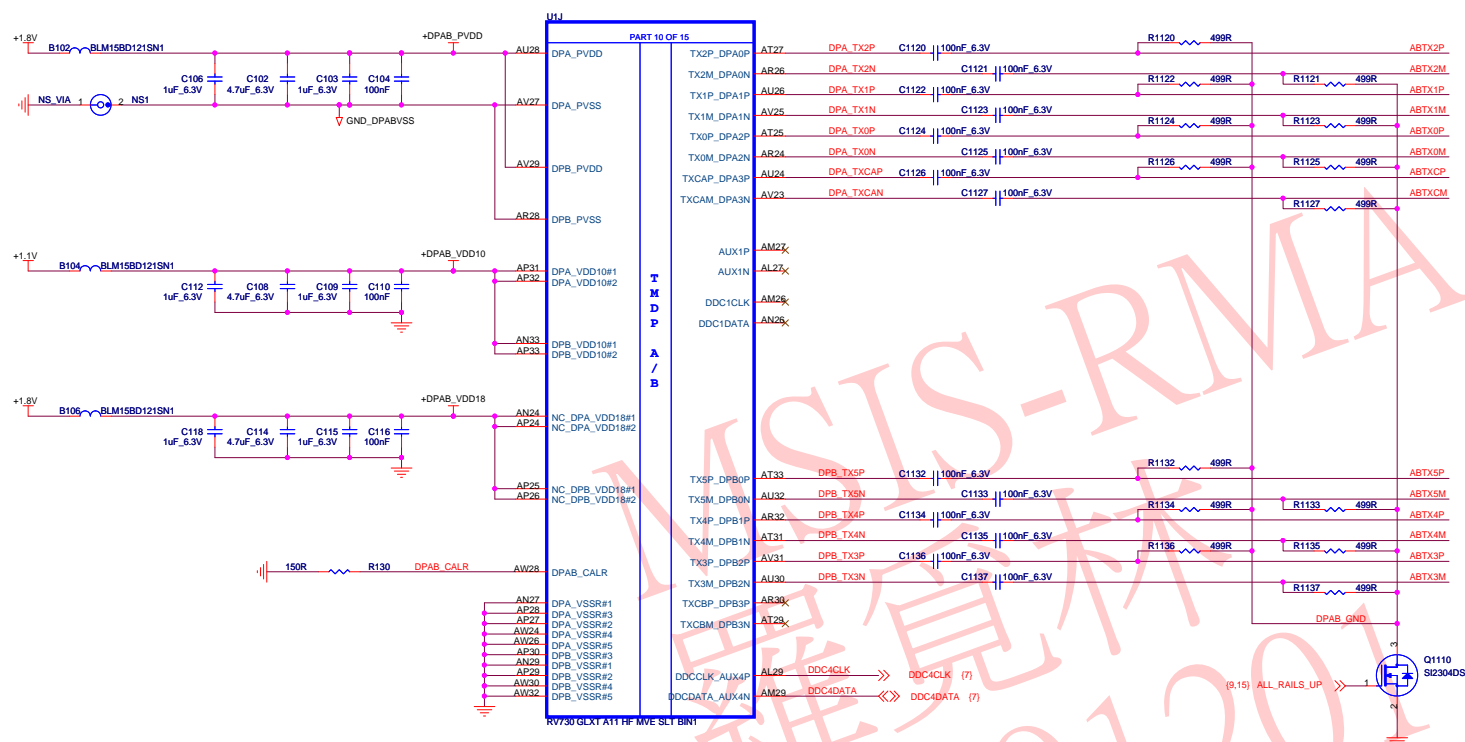 U1J
PART 10 OF 15
+1.8V
B102 BLM15BD121SN1
+DPAB_PVDD
C106 1uF_6.3V
C102 4.7uF_6.3V
C103 1uF_6.3V
C104 100nF
NS_VIA 1 2 NS1
GND_DPABVSS
AU28 DPA_PVDD
AV27 DPA_PVSS
AV29 DPB_PVDD
AR28 DPB_PVSS
+1.1V
B104 BLM15BD121SN1
+DPAB_VDD10
C112 1uF_6.3V
C108 4.7uF_6.3V
C109 1uF_6.3V
C110 100nF
AP31 DPA_VDD10#1
AP32 DPA_VDD10#2
AN33 DPB_VDD10#1
AP33 DPB_VDD10#2
+1.8V
B106 BLM15BD121SN1
+DPAB_VDD18
C118 1uF_6.3V
C114 4.7uF_6.3V
C115 1uF_6.3V
C116 100nF
AN24 NC_DPA_VDD18#1
AP24 NC_DPA_VDD18#2
AP25 NC_DPB_VDD18#1
AP26 NC_DPB_VDD18#2
150R R130 DPAB_CALR AW28 DPAB_CALR
AN27 DPA_VSSR#1
AP28 DPA_VSSR#3
AP27 DPA_VSSR#2
AW24 DPA_VSSR#4
AW26 DPA_VSSR#5
AP30 DPB_VSSR#3
AN29 DPB_VSSR#1
AP29 DPB_VSSR#2
AW30 DPB_VSSR#4
AW32 DPB_VSSR#5
RV730 GLXT A11 HF MVE SLT BIN1
TMDP A/B
TX2P_DPA0P AT27 DPA_TX2P C1120 100nF_6.3V R1120 499R ABTX2P
TX2M_DPA0N AR26 DPA_TX2N C1121 100nF_6.3V R1121 499R ABTX2M
TX1P_DPA1P AU26 DPA_TX1P C1122 100nF_6.3V R1122 499R ABTX1P
TX1M_DPA1N AV25 DPA_TX1N C1123 100nF_6.3V R1123 499R ABTX1M
TX0P_DPA2P AT25 DPA_TX0P C1124 100nF_6.3V R1124 499R ABTX0P
TX0M_DPA2N AR24 DPA_TX0N C1125 100nF_6.3V R1125 499R ABTX0M
TXCAP_DPA3P AU24 DPA_TXCAP C1126 100nF_6.3V R1126 499R ABTXCP
TXCAM_DPA3N AV23 DPA_TXCAN C1127 100nF_6.3V R1127 499R ABTXCM
AUX1P AM27
AUX1N AL27
DDC1CLK AM26
DDC1DATA AN26
TX5P_DPB0P AT33 DPB_TX5P C1132 100nF_6.3V R1132 499R ABTX5P
TX5M_DPB0N AU32 DPB_TX5N C1133 100nF_6.3V R1133 499R ABTX5M
TX4P_DPB1P AR32 DPB_TX4P C1134 100nF_6.3V R1134 499R ABTX4P
TX4M_DPB1N AT31 DPB_TX4N C1135 100nF_6.3V R1135 499R ABTX4M
TX3P_DPB2P AV31 DPB_TX3P C1136 100nF_6.3V R1136 499R ABTX3P
TX3M_DPB2N AU30 DPB_TX3N C1137 100nF_6.3V R1137 499R ABTX3M
TXCBP_DPB3P AR30
TXCBM_DPB3N AT29
DPAB_GND
DDCCLK_AUX4P AL29 DDC4CLK DDC4CLK {7}
DDCDATA_AUX4N AM29 DDC4DATA DDC4DATA {7}
{9,15} ALL_RAILS_UP 1 3 2 Q1110 SI2304DS
MSIS-RMA
羅覓林